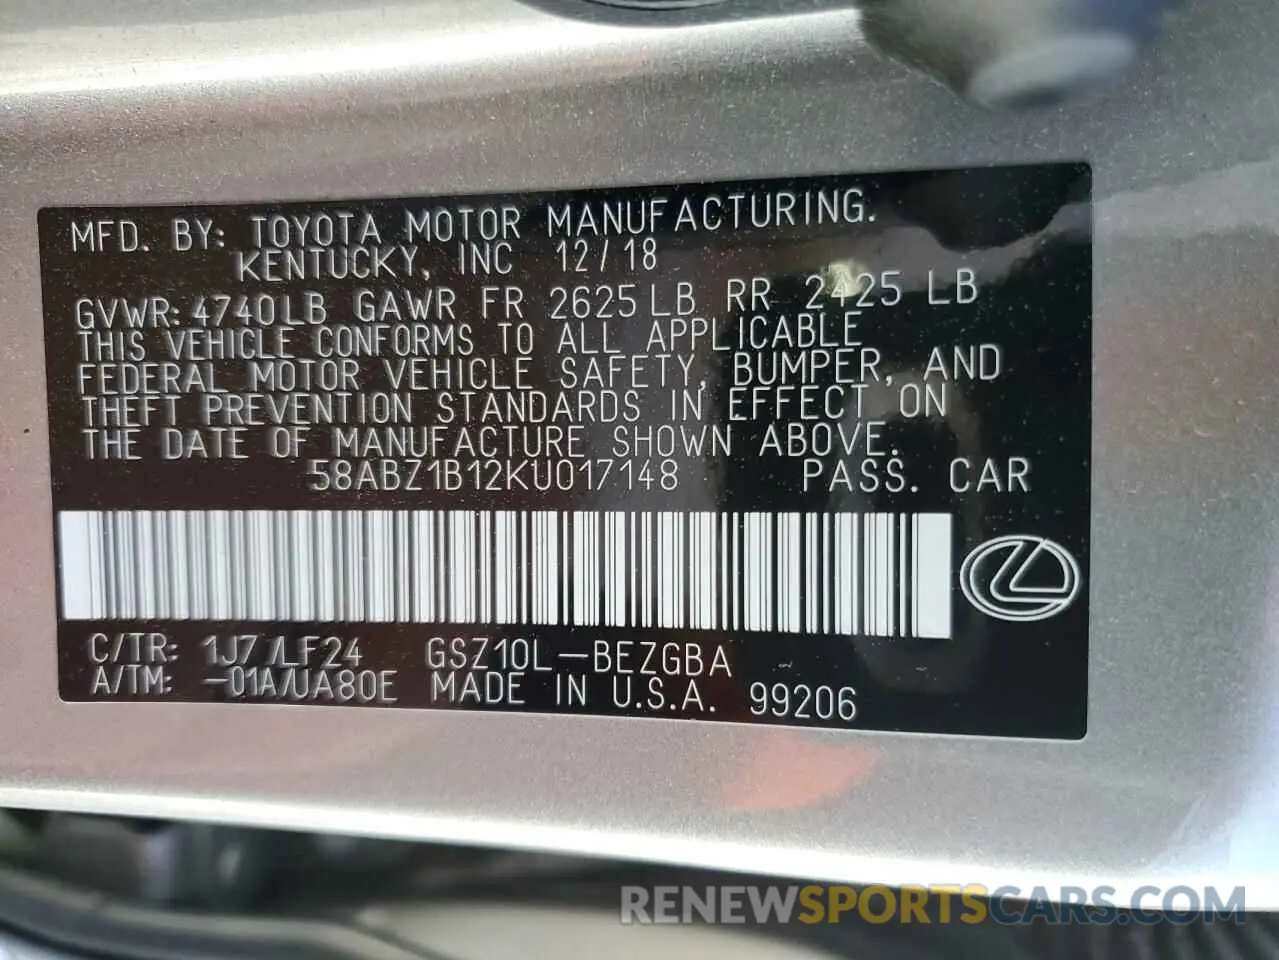 MFD. BY: TOYOTA MOTOR MANUFACTURING.
KENTUCKY, INC 12/18
GVWR: 4740LB GAWR FR 2625LB RR 2425 LB
THIS VEHICLE CONFORMS TO ALL APPLICABLE
FEDERAL MOTOR VEHICLE SAFETY, BUMPER, AND
THEFT PREVENTION STANDARDS IN EFFECT ON
THE DATE OF MANUFACTURE SHOWN ABOVE.
58ABZ1B12KU017148 PASS. CAR
C/TR: 1J7/LF24 GSZ10L-BEZGBA -
A/TM: -01A/UA80E MADE IN U.S.A. 99206
RENEWSPORTSCARS.COM